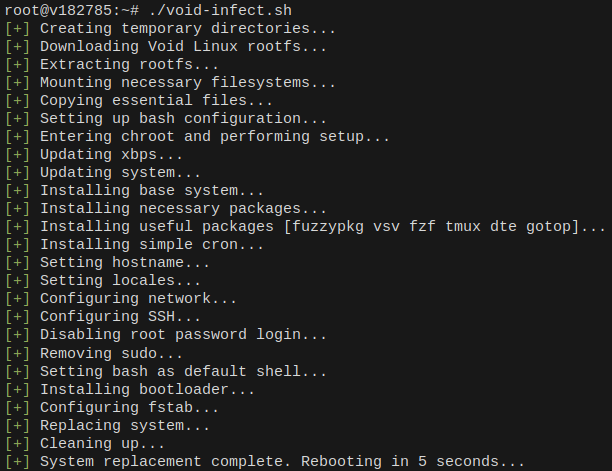 root@v182785:~# ./void-infect.sh
[+] Creating temporary directories...
[+] Downloading Void Linux rootfs...
[+] Extracting rootfs...
[+] Mounting necessary filesystems...
[+] Copying essential files...
[+] Setting up bash configuration...
[+] Entering chroot and performing setup...
[+] Updating xbps...
[+] Updating system...
[+] Installing base system...
[+] Installing necessary packages...
[+] Installing useful packages [fuzzypkg vsv fzf tmux dte gotop]...
[+] Installing simple cron...
[+] Setting hostname...
[+] Setting locales...
[+] Configuring network...
[+] Configuring SSH...
[+] Disabling root password login...
[+] Removing sudo...
[+] Setting bash as default shell...
[+] Installing bootloader...
[+] Configuring fstab...
[+] Replacing system...
[+] Cleaning up...
[+] System replacement complete. Rebooting in 5 seconds...